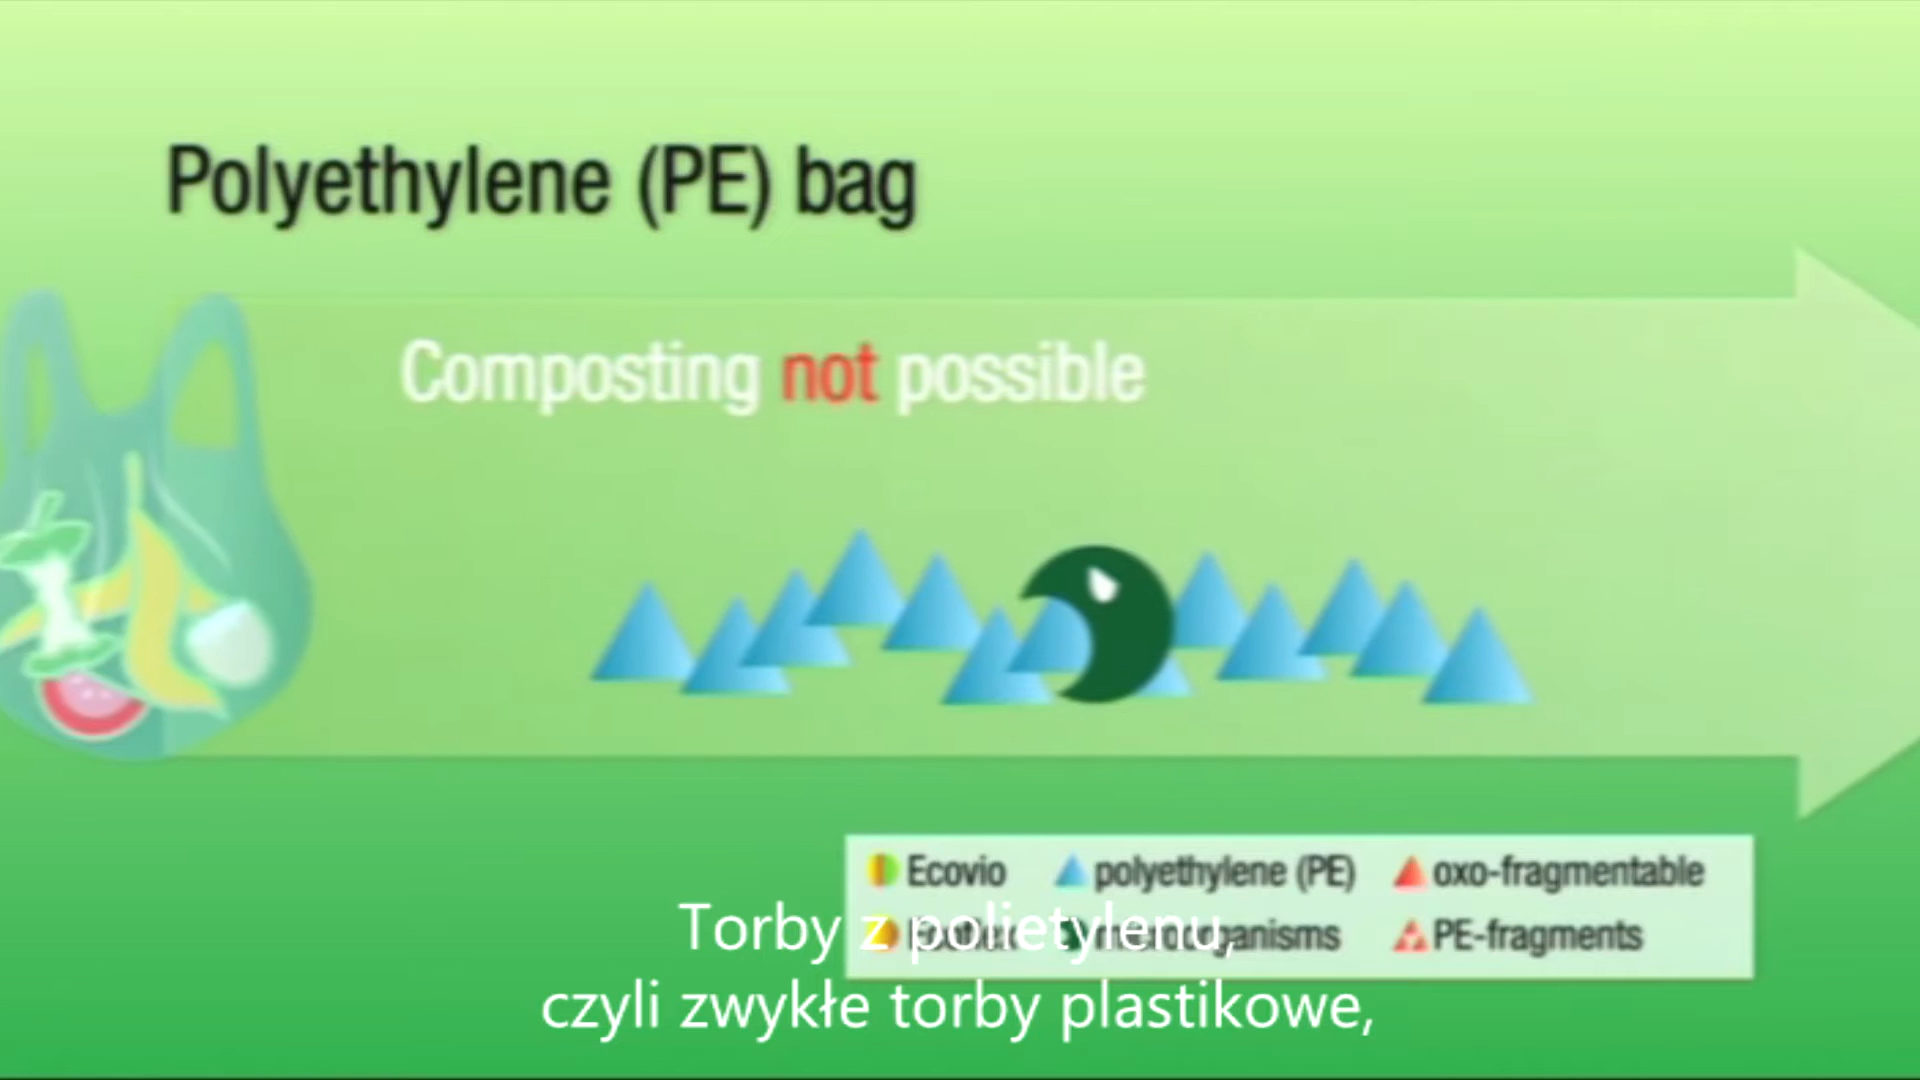 Polyethylene (PE) bag
Composting not possible
Ecovio polyethylene (PE) oxo-fragmentable
microorganisms PE-fragments
Torby z polietylenu,
czyli zwykłe torby plastikowe,